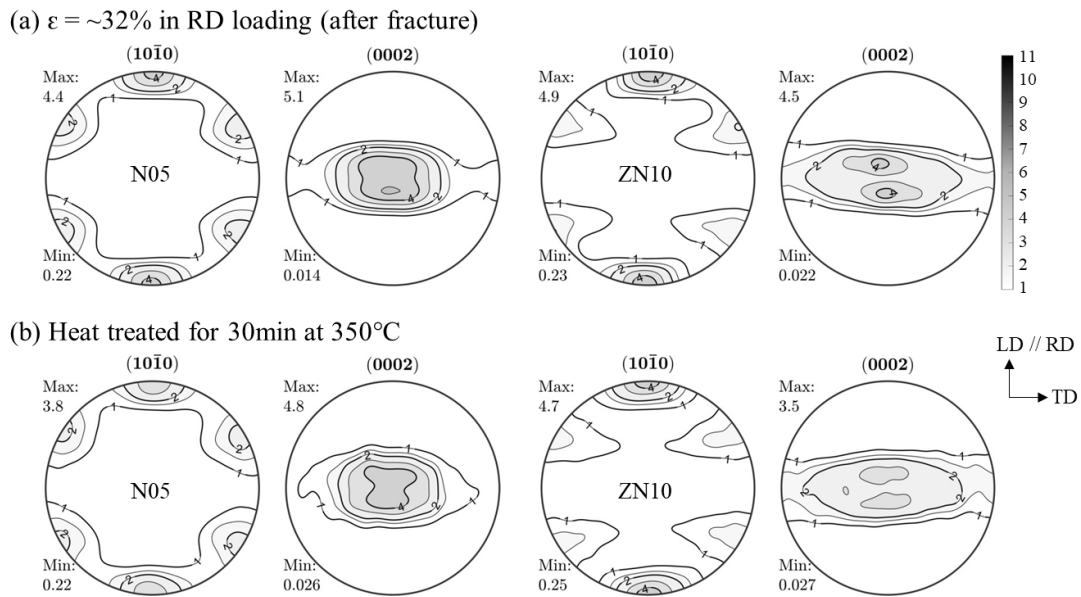 (a) ε = ~32% in RD loading (after fracture)
(101̄0) (0002) (101̄0) (0002)
Max: 4.4
Max: 5.1
Max: 4.9
Max: 4.5
N05
ZN10
Min: 0.22
Min: 0.014
Min: 0.23
Min: 0.022
11
10
9
8
7
6
5
4
3
2
1
(b) Heat treated for 30min at 350℃
(101̄0) (0002) (101̄0) (0002)
Max: 3.8
Max: 4.8
Max: 4.7
Max: 3.5
N05
ZN10
Min: 0.22
Min: 0.026
Min: 0.25
Min: 0.027
LD // RD
TD